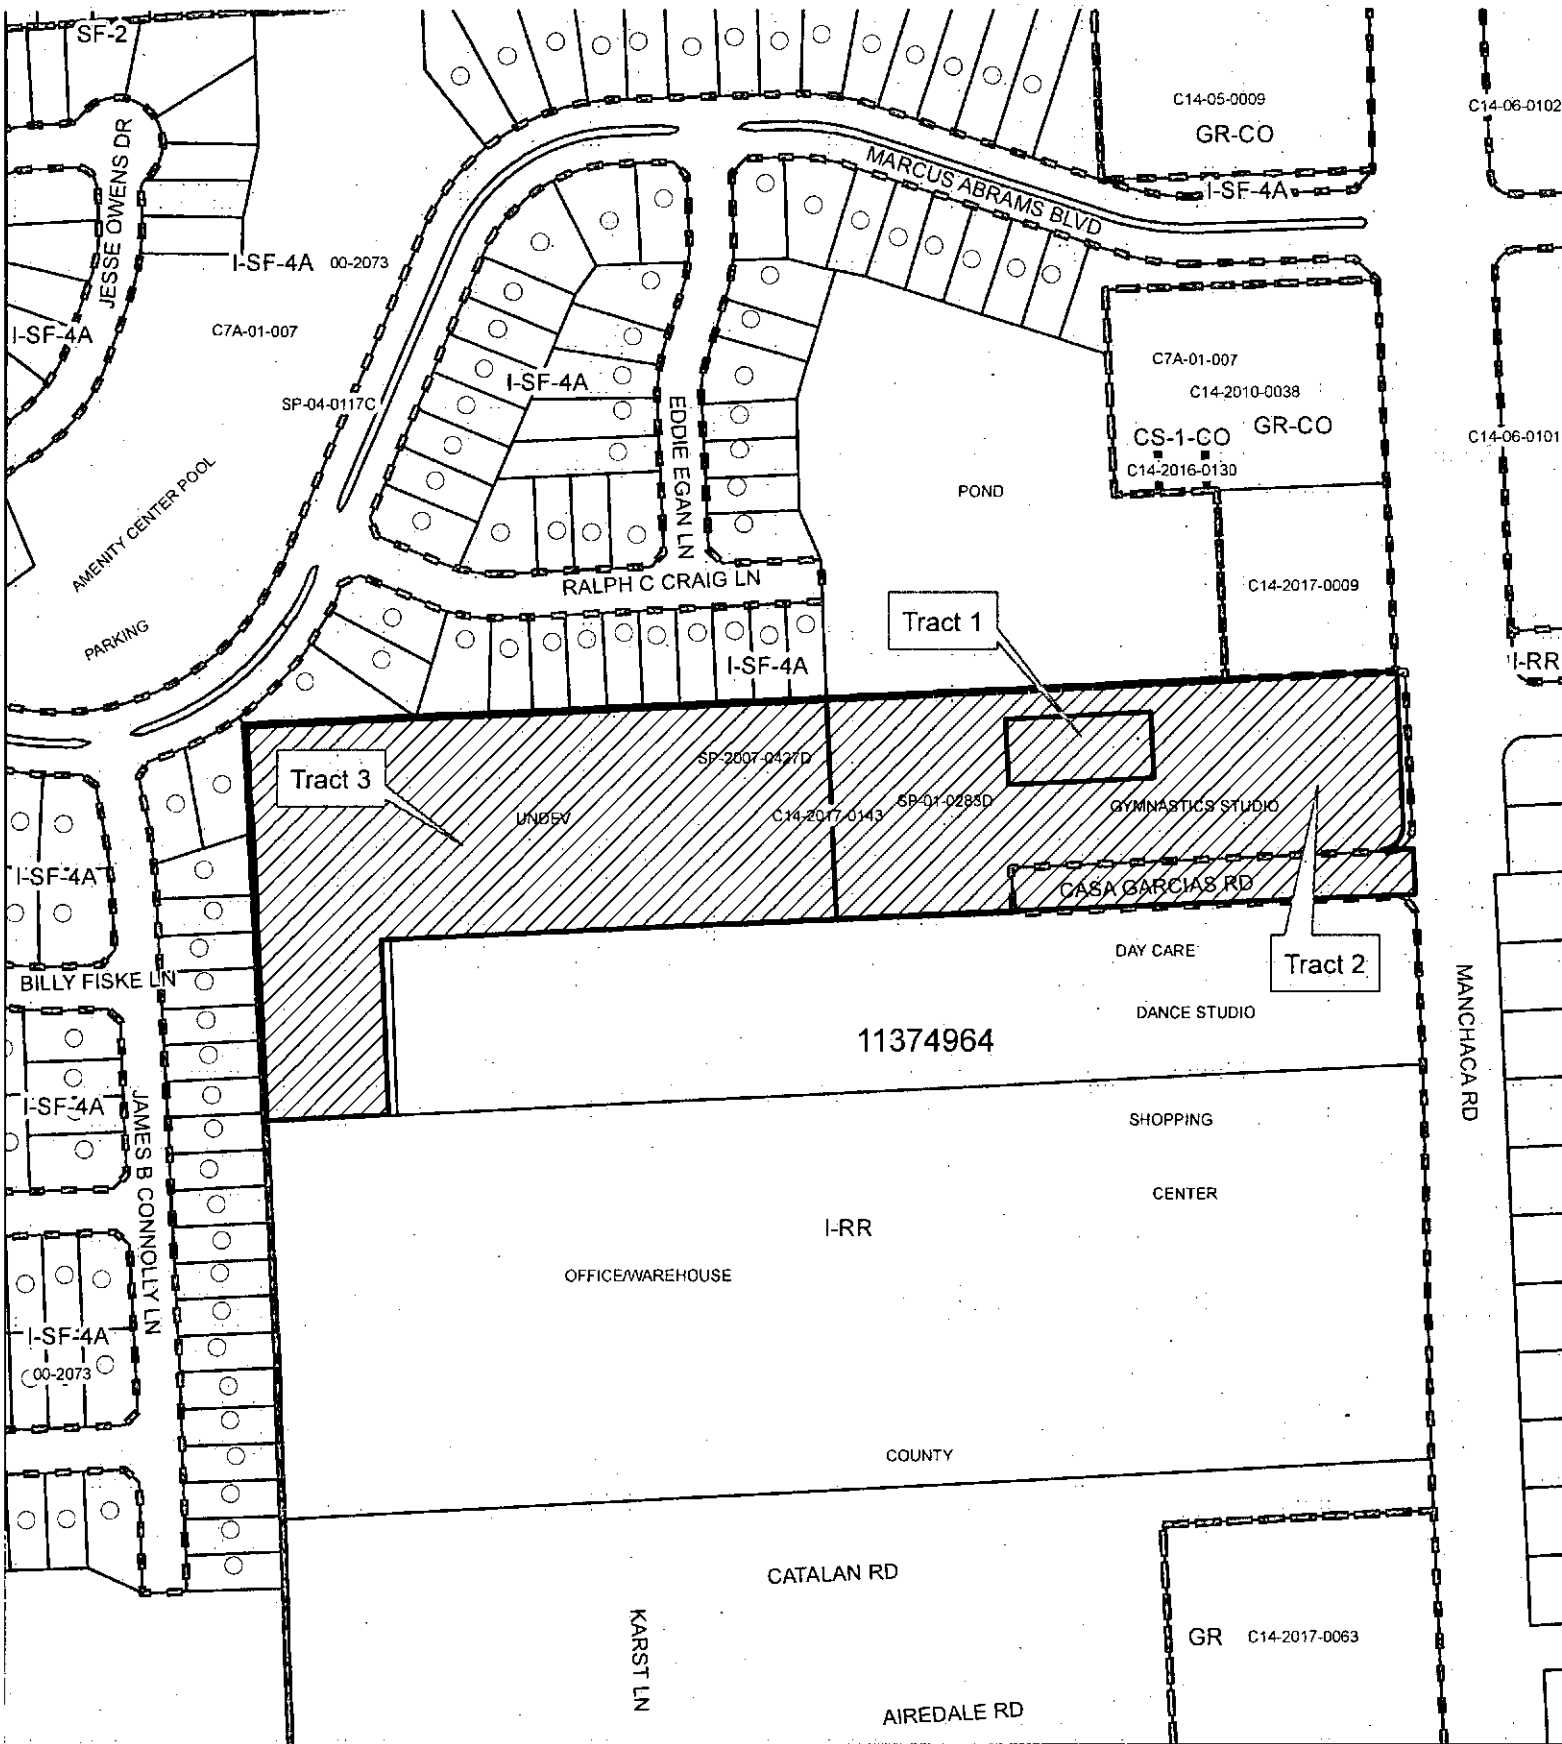 SF-2
C14-05-0009
C14-06-0102
GR-CO
JESSE OWENS DR
MARCUS ABRAMS BLVD
I-SF-4A
I-SF-4A 00-2073
C7A-01-007
I-SF-4A
SP-04-0117C
I-SF-4A
EDDIE EGAN LN
C7A-01-007
C14-2010-0038
GR-CO
CS-1-CO
C14-2016-0130
C14-06-0101
POND
AMENITY CENTER POOL
PARKING
RALPH C CRAIG LN
C14-2017-0009
Tract 1
I-SF-4A
I-RR
SP-2007-0427D
Tract 3
UNDEV
C14-2017-0143
SP-01-0283D
GYMNASTICS STUDIO
I-SF-4A
CASA GARCIAS RD
DAY CARE
Tract 2
BILLY FISKE LN
DANCE STUDIO
MANCHACA RD
11374964
I-SF-4A
JAMES B CONNOLLY LN
SHOPPING
CENTER
I-RR
OFFICE/WAREHOUSE
I-SF-4A
00-2073
COUNTY
CATALAN RD
KARST LN
GR C14-2017-0063
AIREDALE RD